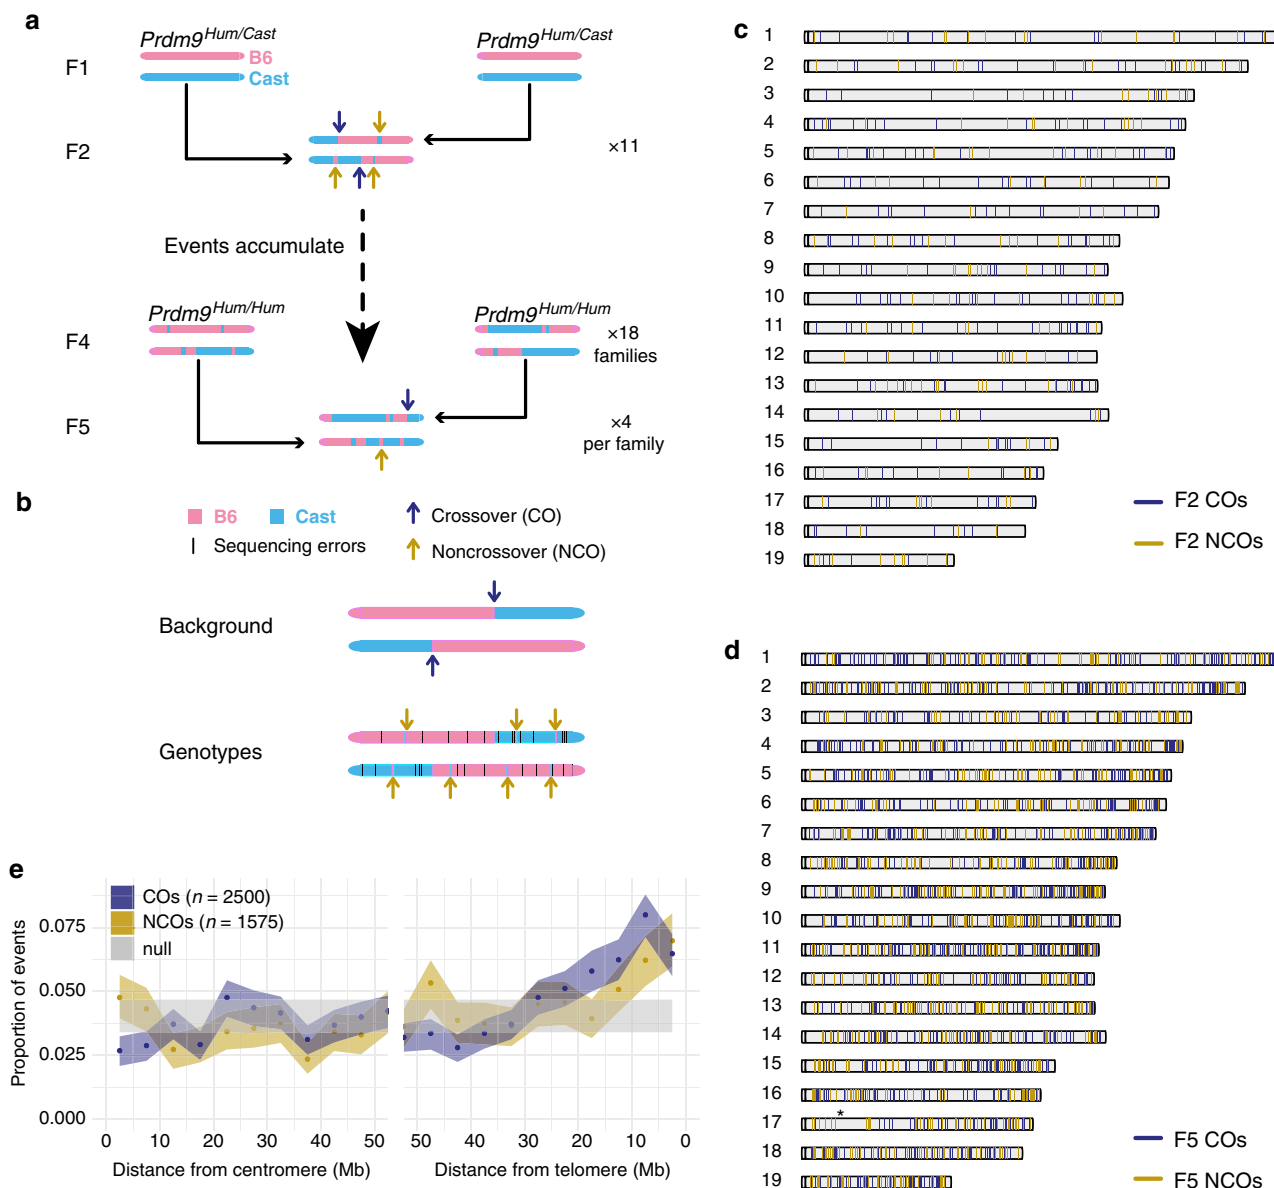 a
Prdm9Hum/Cast
Prdm9Hum/Cast
B6
F1
Cast
F2
×11
Events accumulate
Prdm9Hum/Hum
Prdm9Hum/Hum
F4
×18
families
F5
×4
per family
b
B6
Cast
Crossover (CO)
Sequencing errors
Noncrossover (NCO)
Background
Genotypes
c
1
2
3
4
5
6
7
8
9
10
11
12
13
14
15
16
17
18
19
F2 COs
F2 NCOs
d
1
2
3
4
5
6
7
8
9
10
11
12
13
14
15
16
*
17
18
19
F5 COs
F5 NCOs
e
COs (n = 2500)
NCOs (n = 1575)
null
Proportion of events
0.075
0.050
0.025
0.000
0 10 20 30 40 50
50 40 30 20 10 0
Distance from centromere (Mb)
Distance from telomere (Mb)